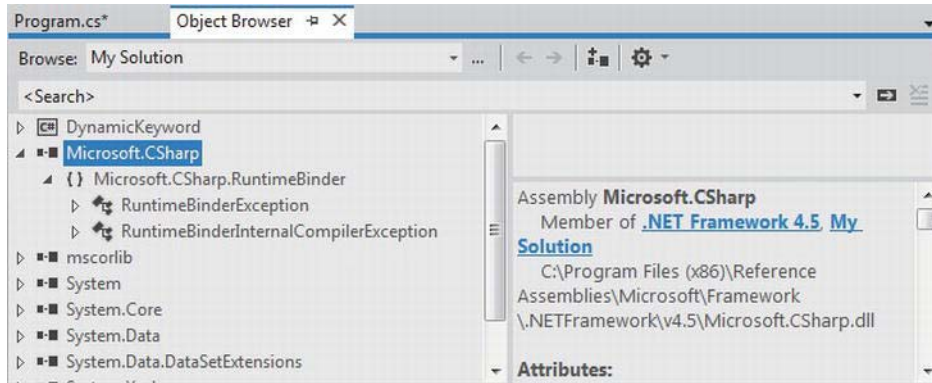 Program.cs*
Object Browser
Browse: My Solution
...
<Search>
C# DynamicKeyword
Microsoft.CSharp
{ } Microsoft.CSharp.RuntimeBinder
RuntimeBinderException
RuntimeBinderInternalCompilerException
mscorlib
System
System.Core
System.Data
System.Data.DataSetExtensions
Assembly Microsoft.CSharp
Member of .NET Framework 4.5, My
Solution
C:\Program Files (x86)\Reference
Assemblies\Microsoft\Framework
\.NETFramework\v4.5\Microsoft.CSharp.dll
Attributes: